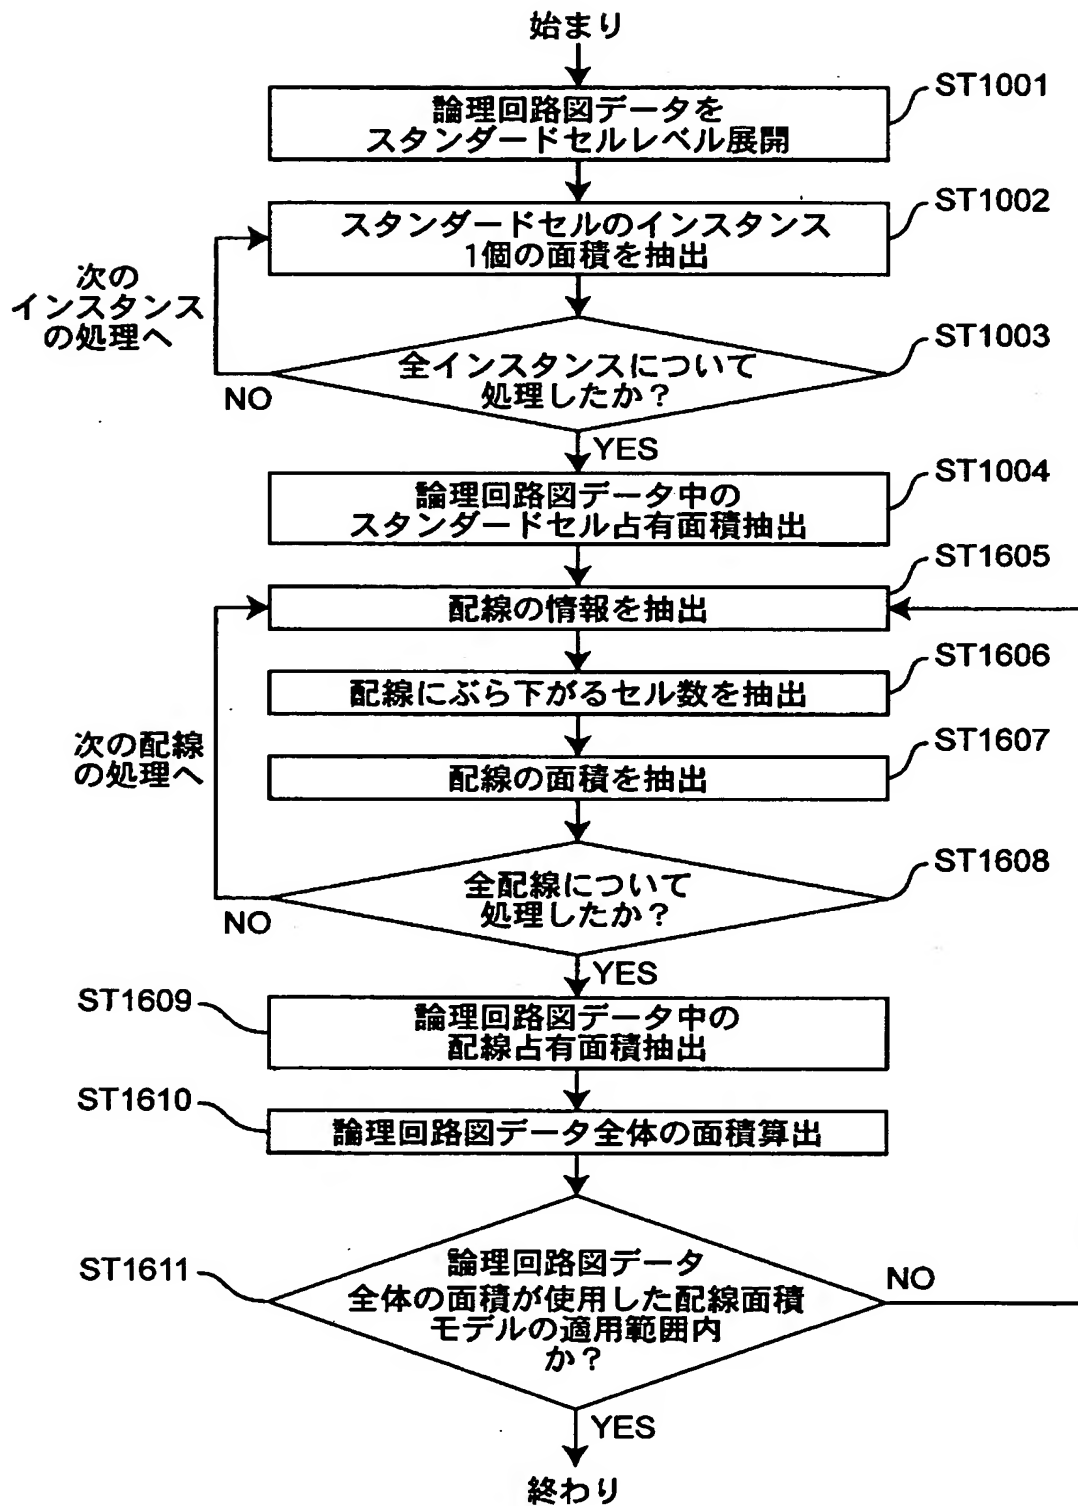 始まり
ST1001
論理回路図データを
スタンダードセルレベル展開
ST1002
スタンダードセルのインスタンス
1個の面積を抽出
次の
インスタンス
の処理へ
ST1003
全インスタンスについて
処理したか？
NO
YES
ST1004
論理回路図データ中の
スタンダードセル占有面積抽出
ST1605
配線の情報を抽出
ST1606
配線にぶら下がるセル数を抽出
次の配線
の処理へ
ST1607
配線の面積を抽出
ST1608
全配線について
処理したか？
NO
YES
ST1609
論理回路図データ中の
配線占有面積抽出
ST1610
論理回路図データ全体の面積算出
ST1611
論理回路図データ
全体の面積が使用した配線面積
モデルの適用範囲内
か？
NO
YES
終わり